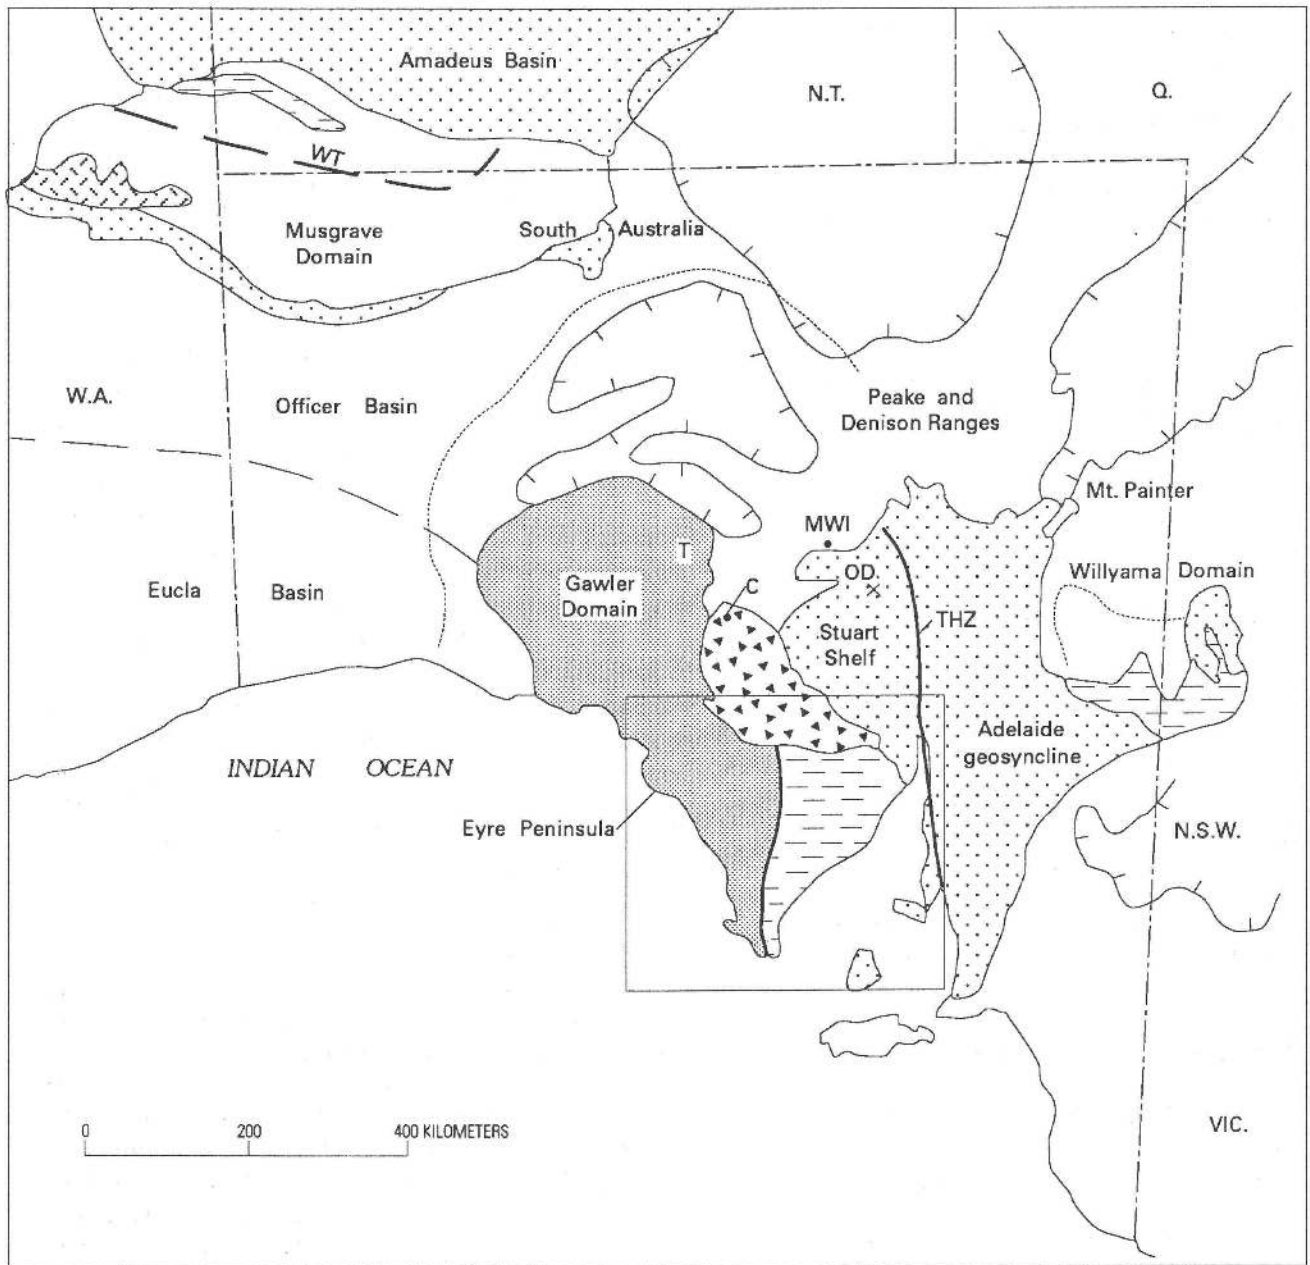 Amadeus Basin
N.T.
Q.
WT
Musgrave
Domain
South Australia
W.A.
Officer Basin
Peake and
Denison Ranges
Mt. Painter
MWI
T
OD
Gawler
Domain
C
Willyama Domain
Eucla Basin
THZ
Stuart
Shelf
Adelaide
geosyncline
INDIAN OCEAN
Eyre Peninsula
N.S.W.
0 200 400 KILOMETERS
VIC.